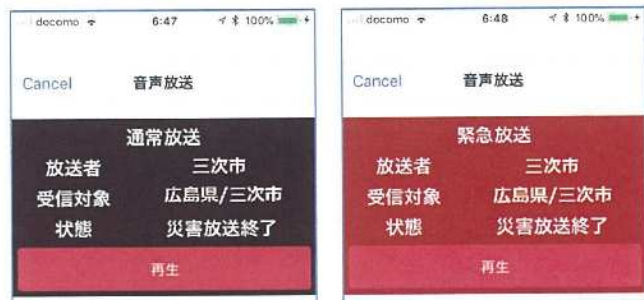 docomo 6:47 100%
Cancel 音声放送
通常放送
放送者 三次市
受信対象 広島県/三次市
状態 災害放送終了
再生
docomo 6:48 100%
Cancel 音声放送
緊急放送
放送者 三次市
受信対象 広島県/三次市
状態 災害放送終了
再生